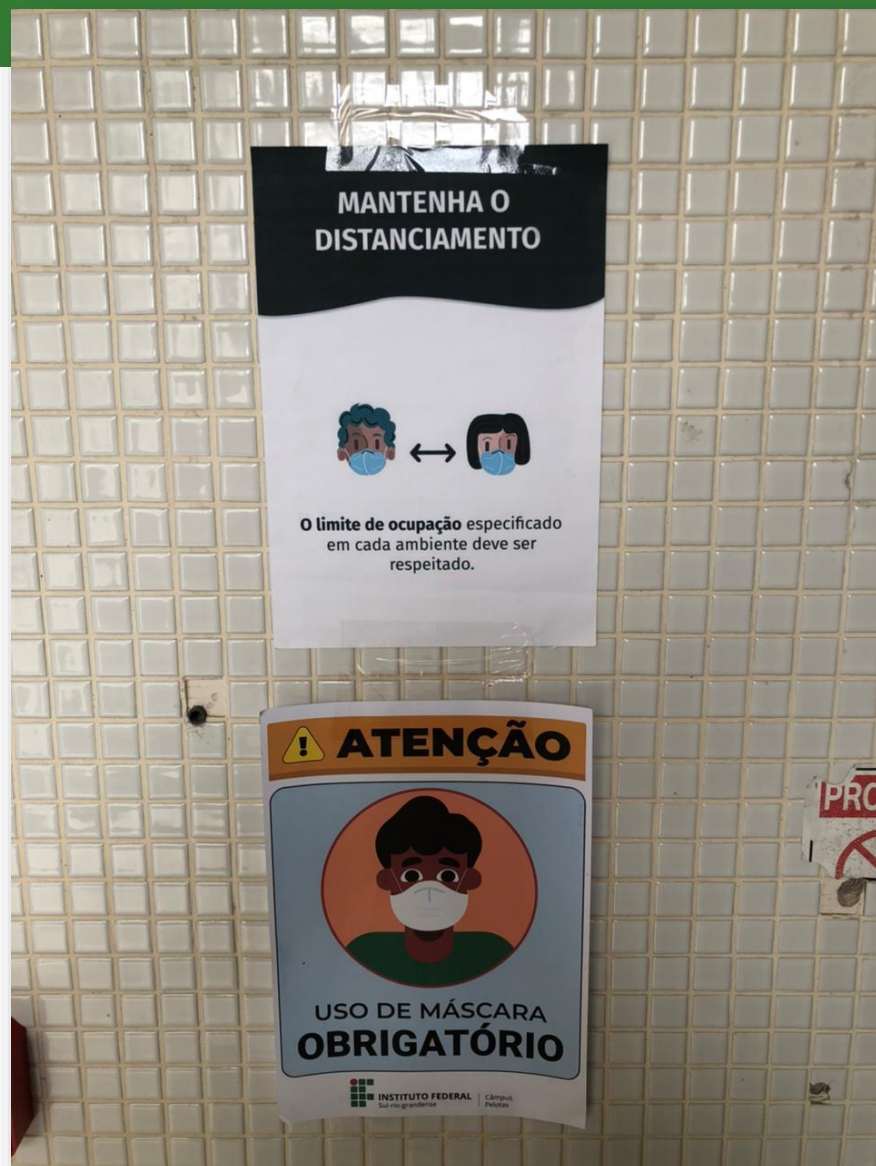 MANTENHA O
DISTANCIAMENTO
O limite de ocupação especificado
em cada ambiente deve ser
respeitado.
ATENÇÃO
USO DE MÁSCARA
OBRIGATÓRIO
INSTITUTO FEDERAL
Sul-rio-grandense
Câmpus
Pelotas